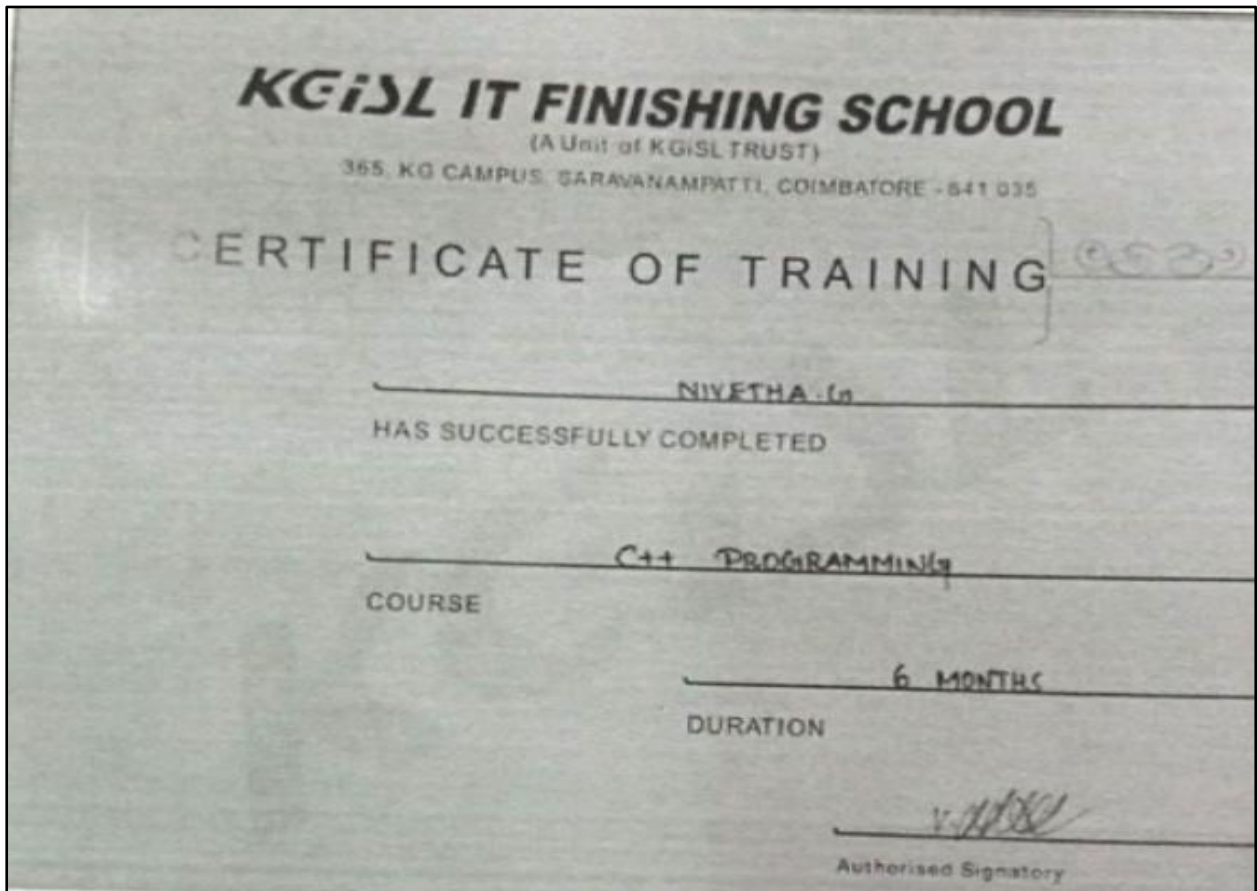 KGiSL IT FINISHING SCHOOL
(A Unit of KGiSL TRUST)
365, KG CAMPUS, SARAVANAMPATTI, COIMBATORE - 641 035
CERTIFICATE OF TRAINING
NIVETHA.G
HAS SUCCESSFULLY COMPLETED
C++ PROGRAMMING
COURSE
6 MONTHS
DURATION
Authorised Signatory